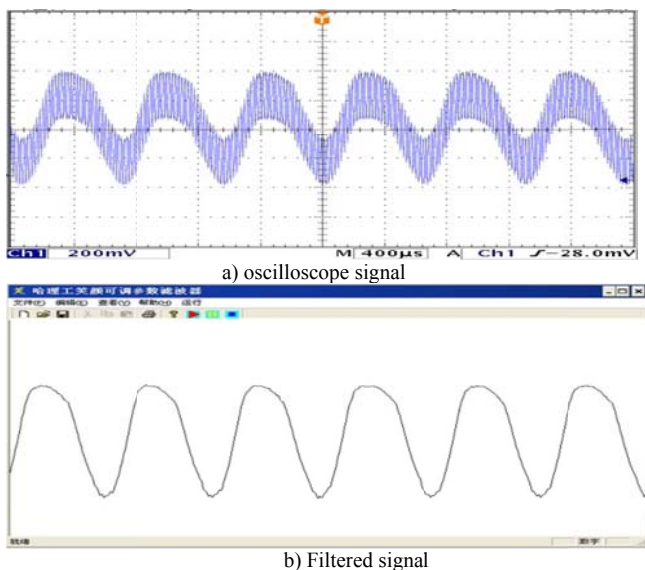 Ch1 200mV M 400µs A Ch1 ʃ -28.0mV
a) oscilloscope signal
哈理工笑颜可调参数滤波器
文件(F) 编辑(E) 查看(V) 帮助(H) 运行
就绪 数字
b) Filtered signal